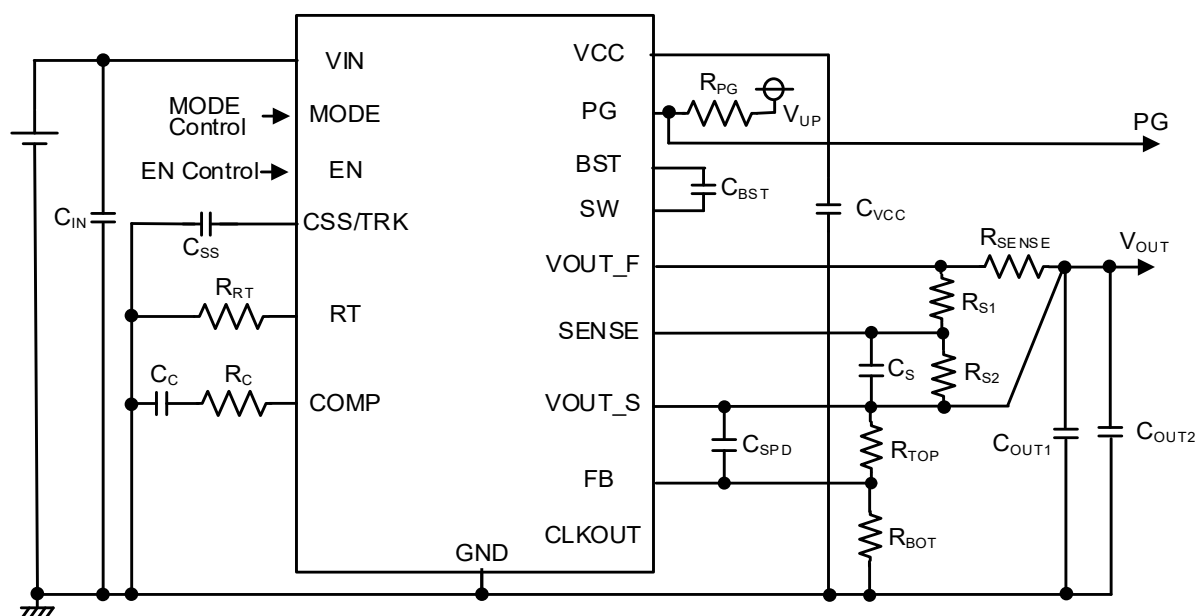 VIN
VCC
R_PG
MODE
Control
MODE
PG
V_UP
PG
EN Control
EN
BST
C_BST
SW
C_IN
C_SS
CSS/TRK
C_VCC
R_SENSE
V_OUT
VOUT_F
R_RT
RT
R_S1
SENSE
C_C
R_C
COMP
C_S
R_S2
VOUT_S
C_SPD
R_TOP
C_OUT1
C_OUT2
FB
CLKOUT
R_BOT
GND